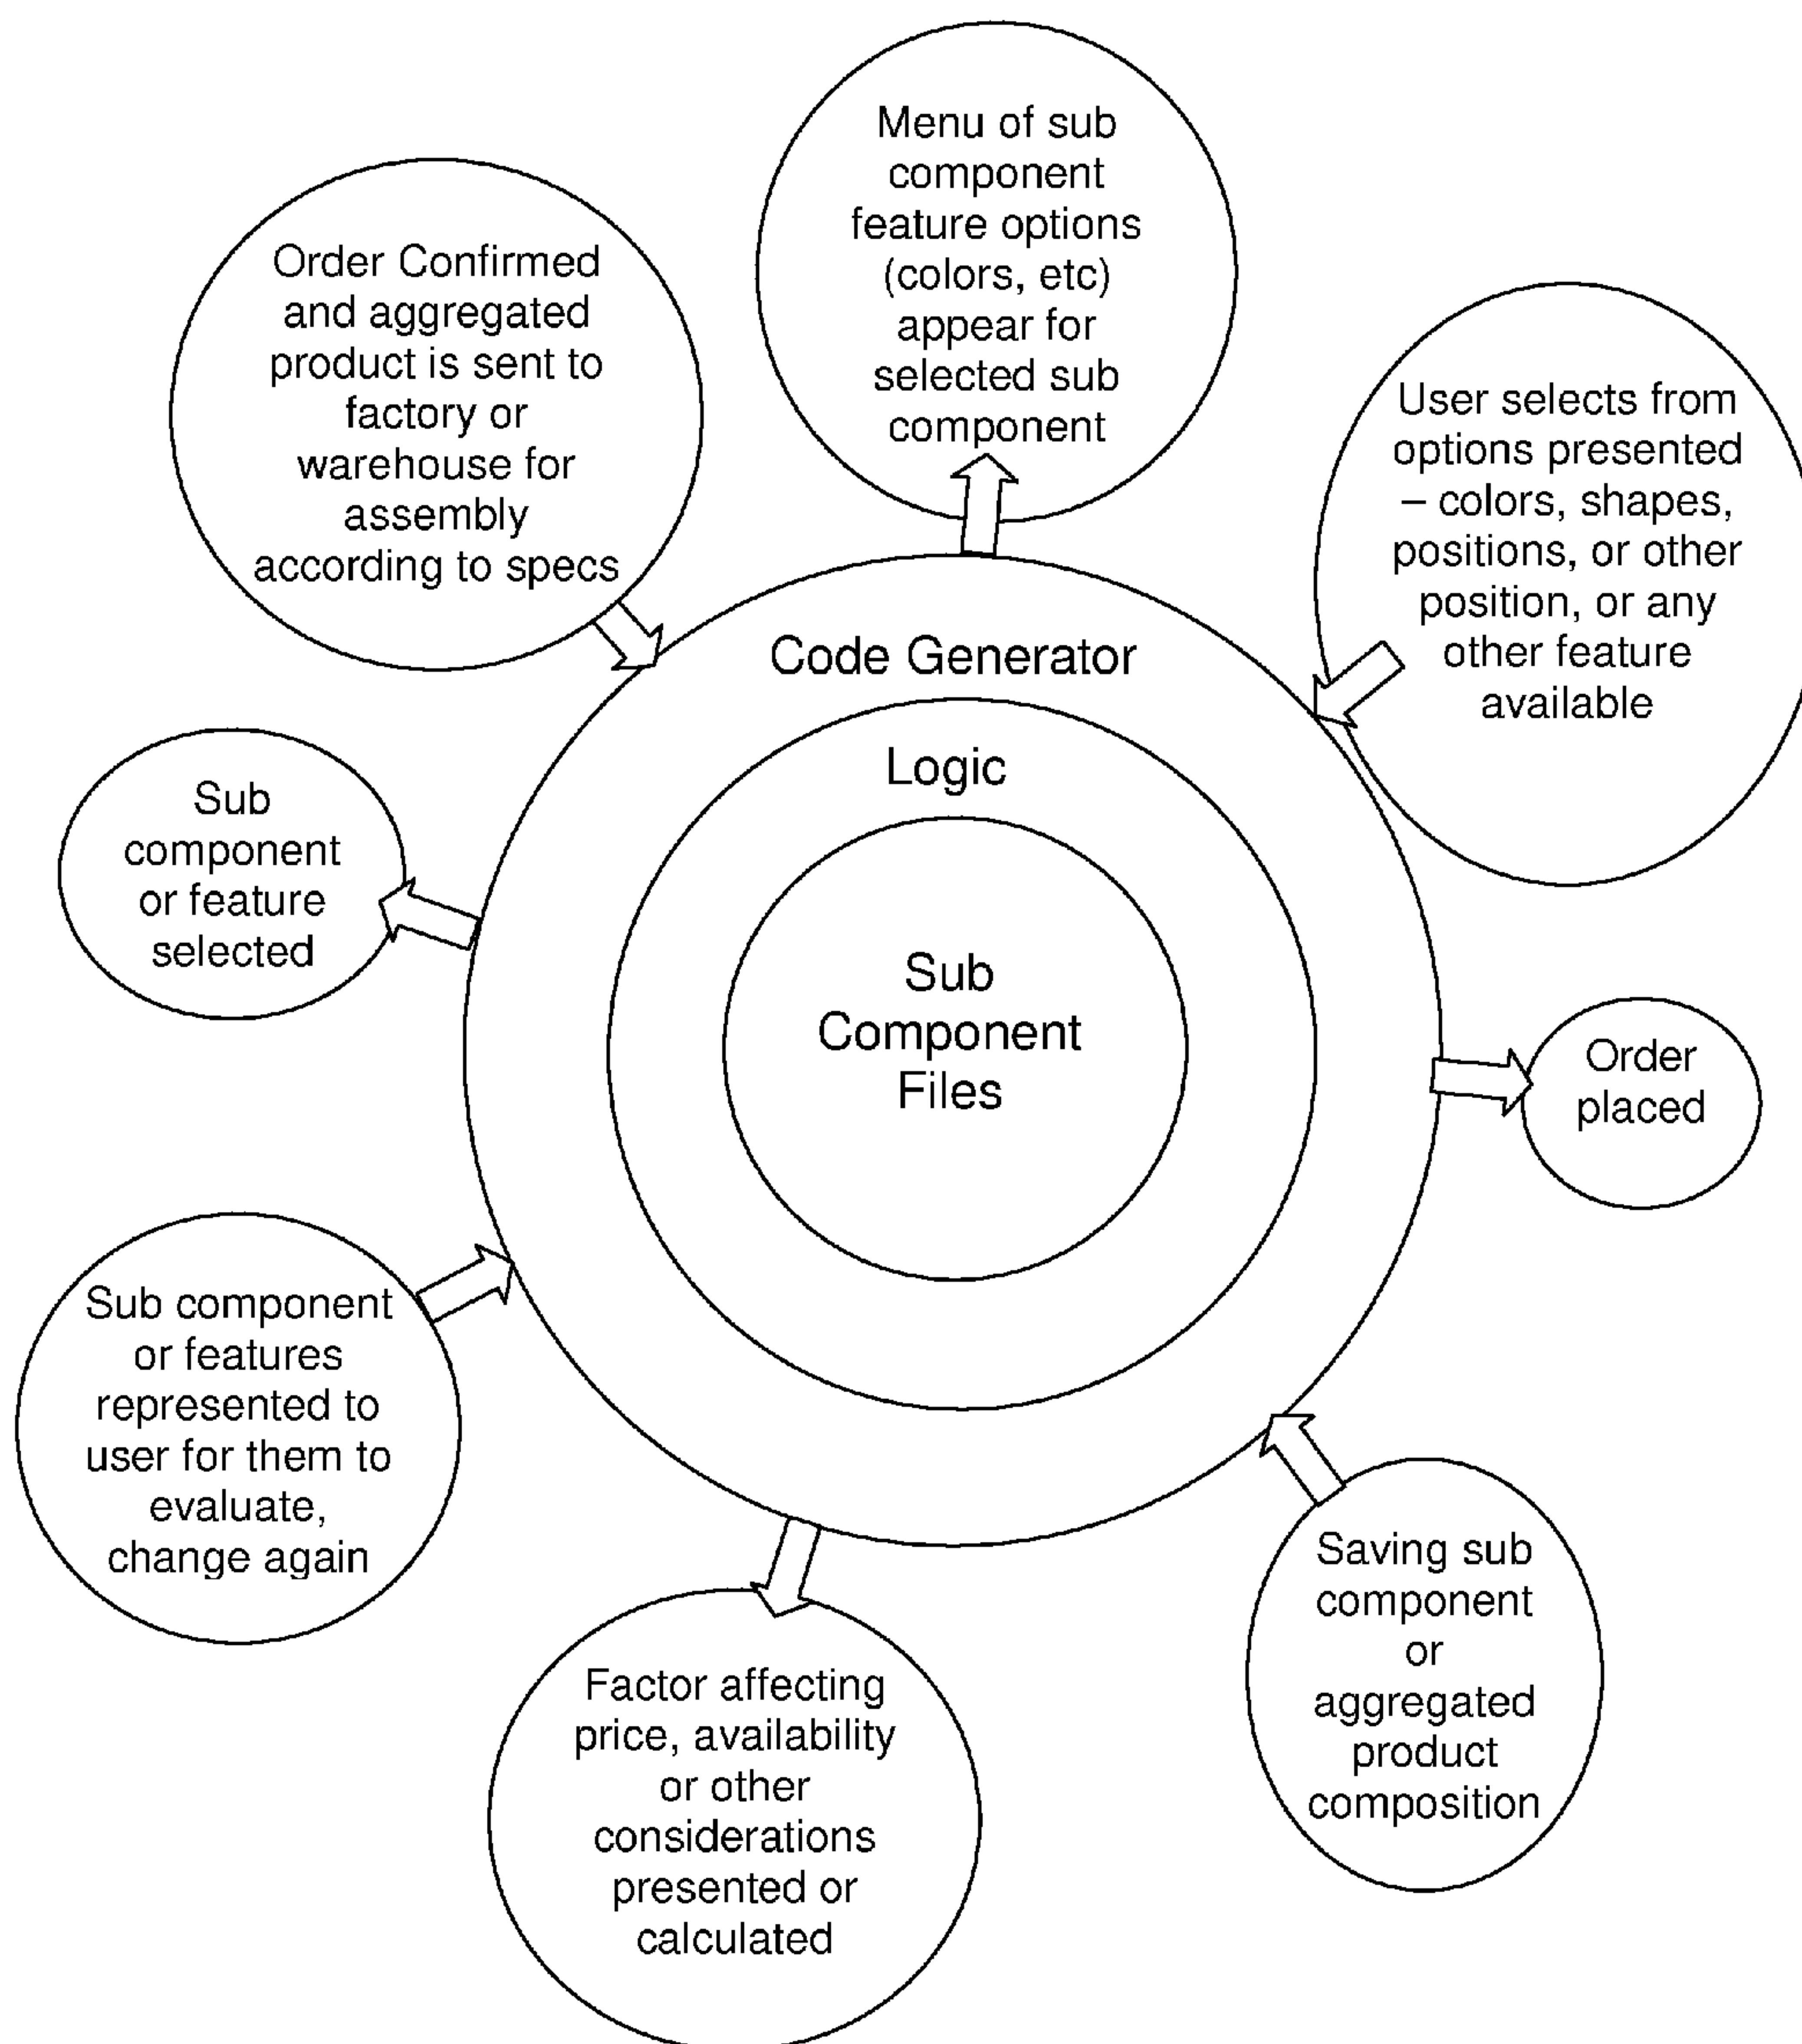 Menu of sub
component
feature options
(colors, etc)
appear for
selected sub
component
Order Confirmed
and aggregated
product is sent to
factory or
warehouse for
assembly
according to specs
User selects from
options presented
– colors, shapes,
positions, or other
position, or any
other feature
available
Code Generator
Logic
Sub
Component
Files
Sub
component
or feature
selected
Order
placed
Sub component
or features
represented to
user for them to
evaluate,
change again
Saving sub
component
or
aggregated
product
composition
Factor affecting
price, availability
or other
considerations
presented or
calculated